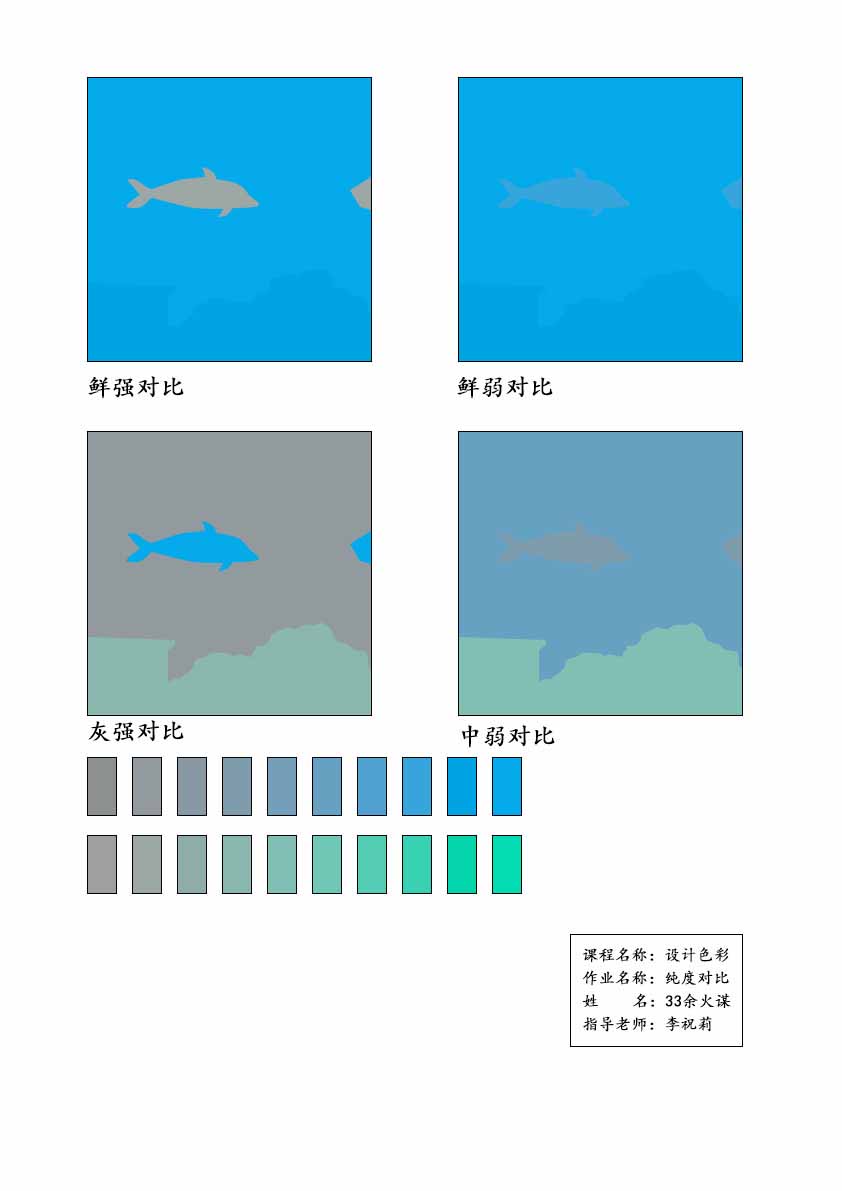 鲜强对比
鲜弱对比
灰强对比
中弱对比
课程名称：设计色彩
作业名称：纯度对比
姓　　名：33余火谋
指导老师：李祝莉